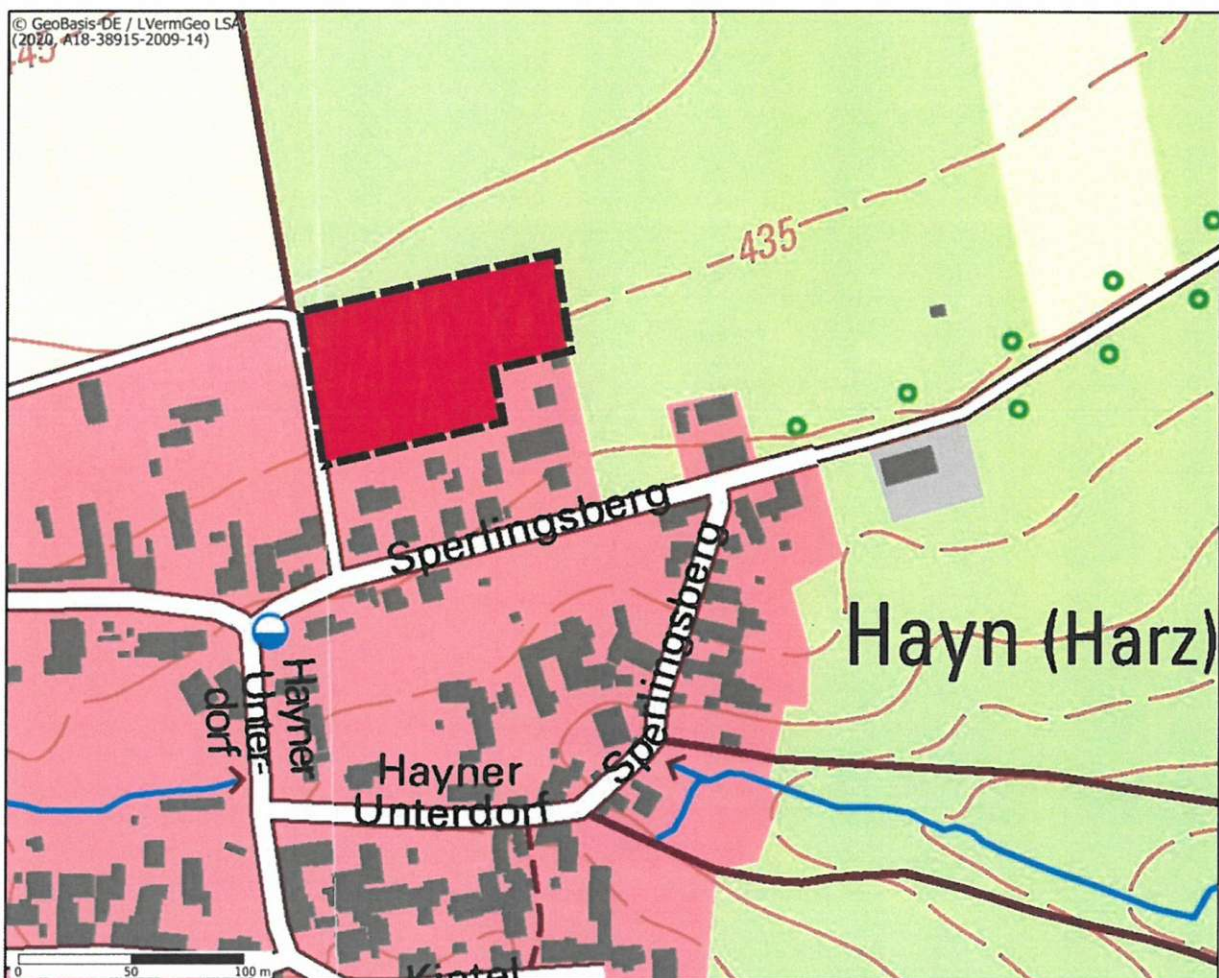 © GeoBasis-DE / LVermGeo LSA
(2020, A18-38915-2009-14)
445
435
Sperlingsberg
Sperlingsberg
Hayn (Harz)
Hayner
Unter-
dorf
Hayner
Unterdorf
0 50 100 m